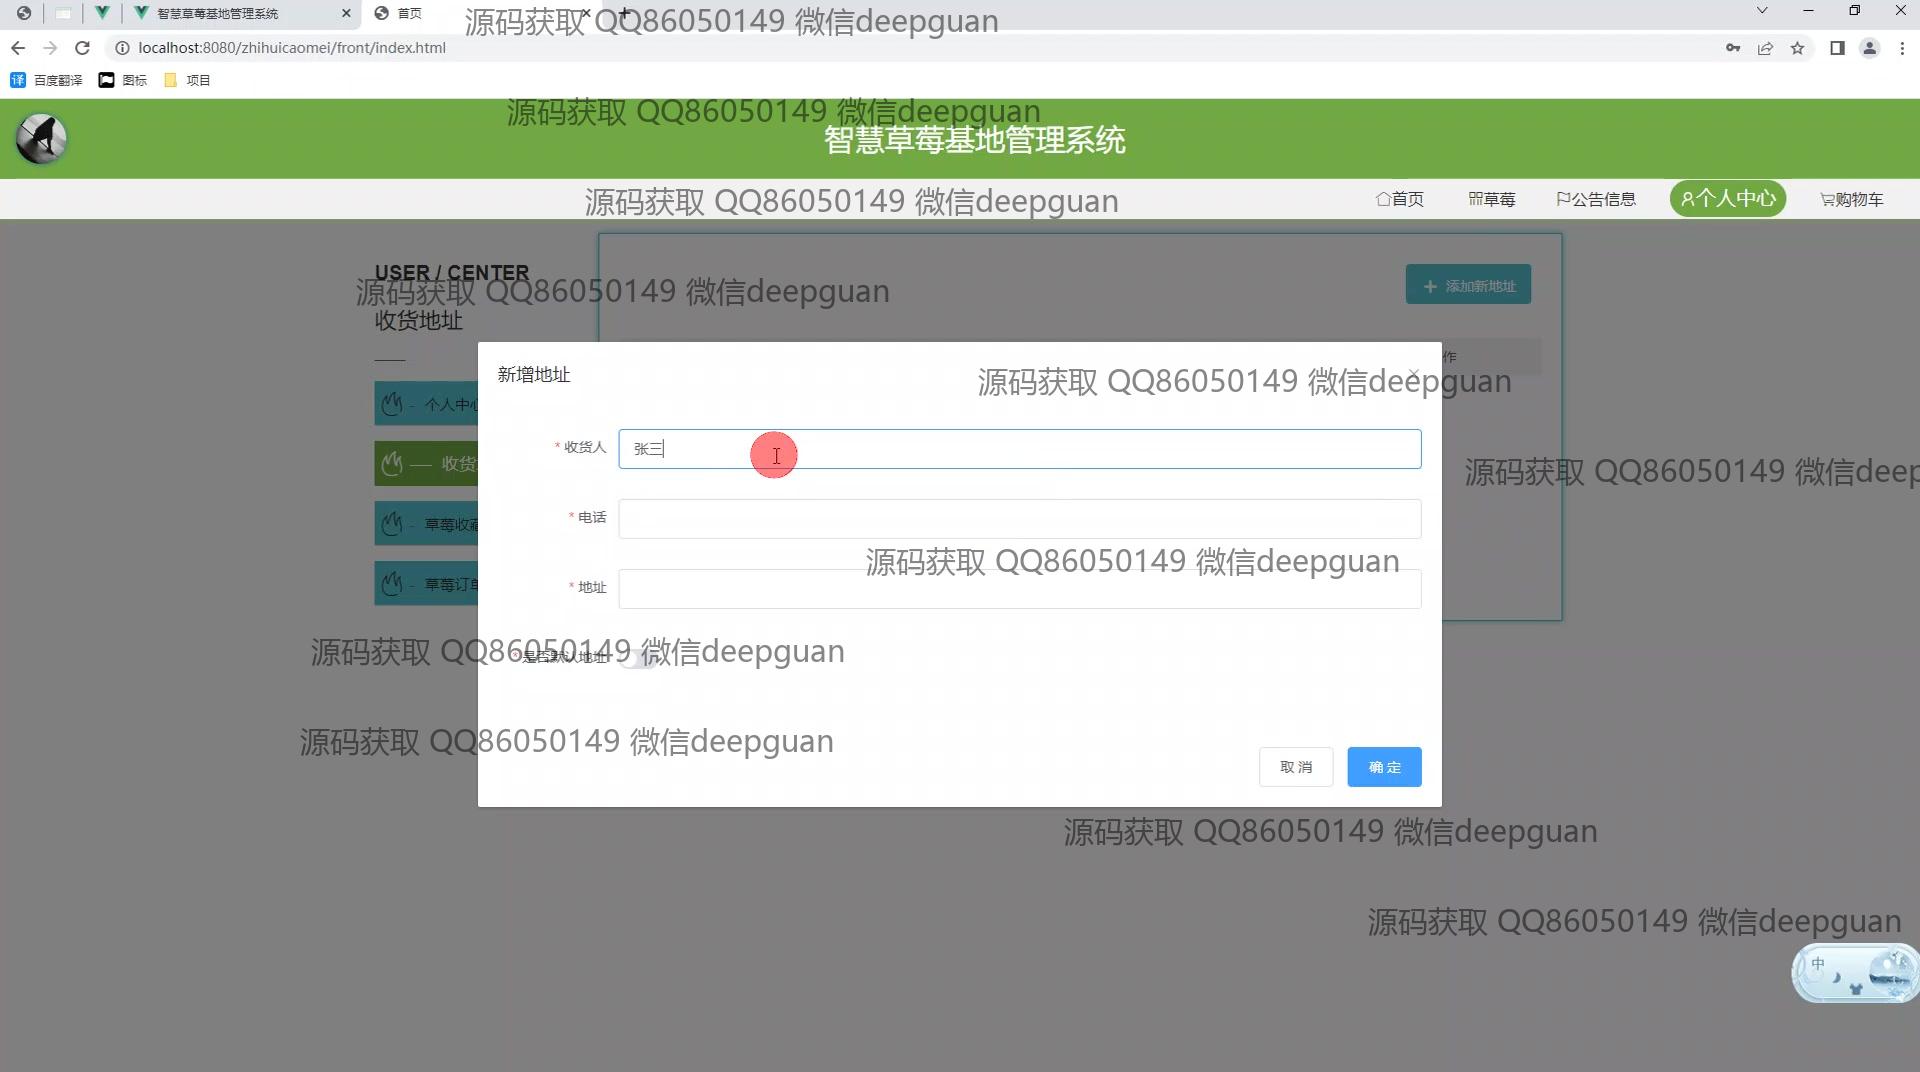 智慧草莓基地管理系统
首页
源码获取 QQ86050149 微信deepguan
localhost:8080/zhihuicaomei/front/index.html
百度翻译 图标 项目
源码获取 QQ86050149 微信deepguan
智慧草莓基地管理系统
源码获取 QQ86050149 微信deepguan
首页 草莓 公告信息 个人中心 购物车
USER / CENTER
源码获取 QQ86050149 微信deepguan
添加新地址
收货地址
作
新增地址
源码获取 QQ86050149 微信deepguan
- 个人中心
* 收货人 张三
收货
源码获取 QQ86050149 微信deep
* 电话
- 草莓收藏
源码获取 QQ86050149 微信deepguan
* 地址
- 草莓订单
源码获取 QQ86050149 微信deepguan
* 是否默认地址
源码获取 QQ86050149 微信deepguan
取消 确定
源码获取 QQ86050149 微信deepguan
源码获取 QQ86050149 微信deepguan
中